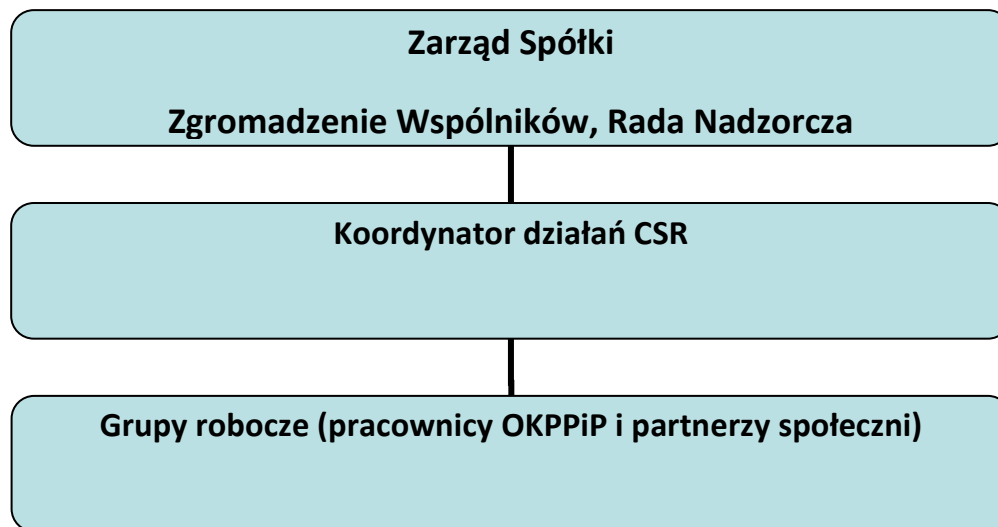 Zarząd Spółki
Zgromadzenie Wspólników, Rada Nadzorcza
Koordynator działań CSR
Grupy robocze (pracownicy OKPPiP i partnerzy społeczni)